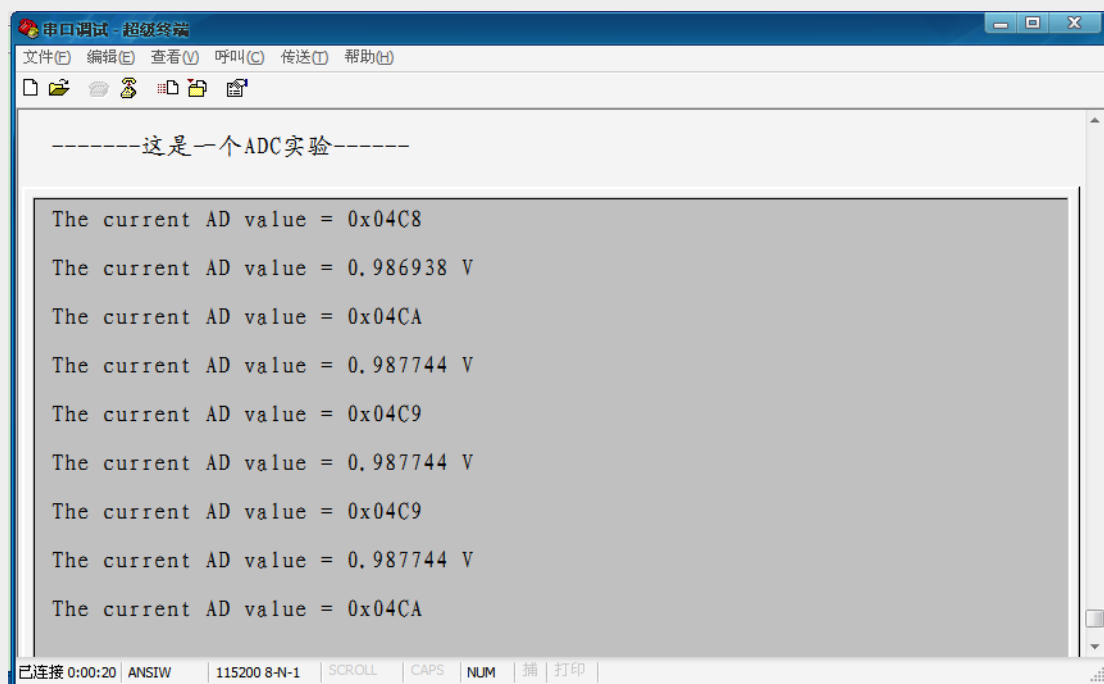 串口调试 - 超级终端
文件(F) 编辑(E) 查看(V) 呼叫(C) 传送(T) 帮助(H)
-------这是一个ADC实验------
The current AD value = 0x04C8
The current AD value = 0.986938 V
The current AD value = 0x04CA
The current AD value = 0.987744 V
The current AD value = 0x04C9
The current AD value = 0.987744 V
The current AD value = 0x04C9
The current AD value = 0.987744 V
The current AD value = 0x04CA
已连接 0:00:20 ANSIW 115200 8-N-1 SCROLL CAPS NUM 捕 打印